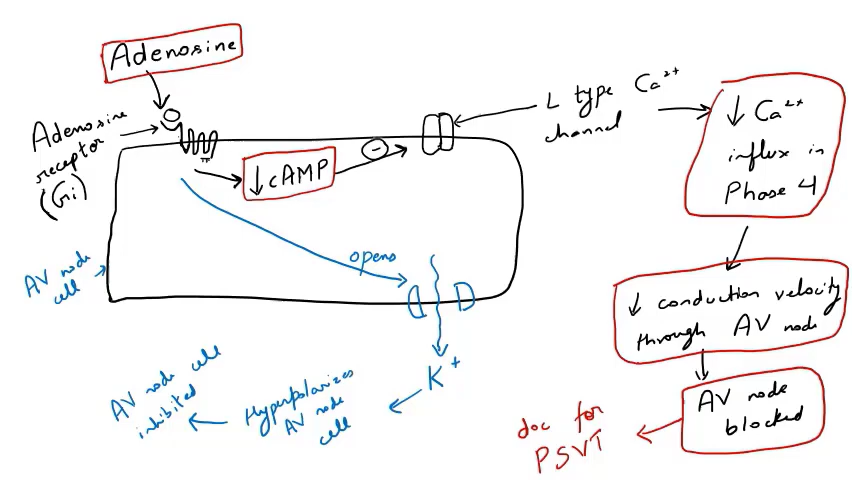 Adenosine
Adenosine
receptor
(Gi)
↓cAMP
-
L type Ca²⁺
channel
↓ Ca²⁺
influx in
Phase 4
↓ conduction velocity
through AV node
AV node
blocked
doc for
PSVT
AV node
cell
opens
K⁺
Hyperpolarizes
AV node
cell
AV node cell
inhibited